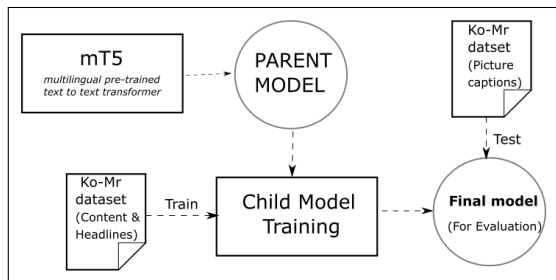 mT5
multilingual pre-trained
text to text transformer
PARENT
MODEL
Ko-Mr
datset
(Picture
captions)
Test
Ko-Mr
dataset
(Content &
Headlines)
Train
Child Model
Training
Final model
(For Evaluation)